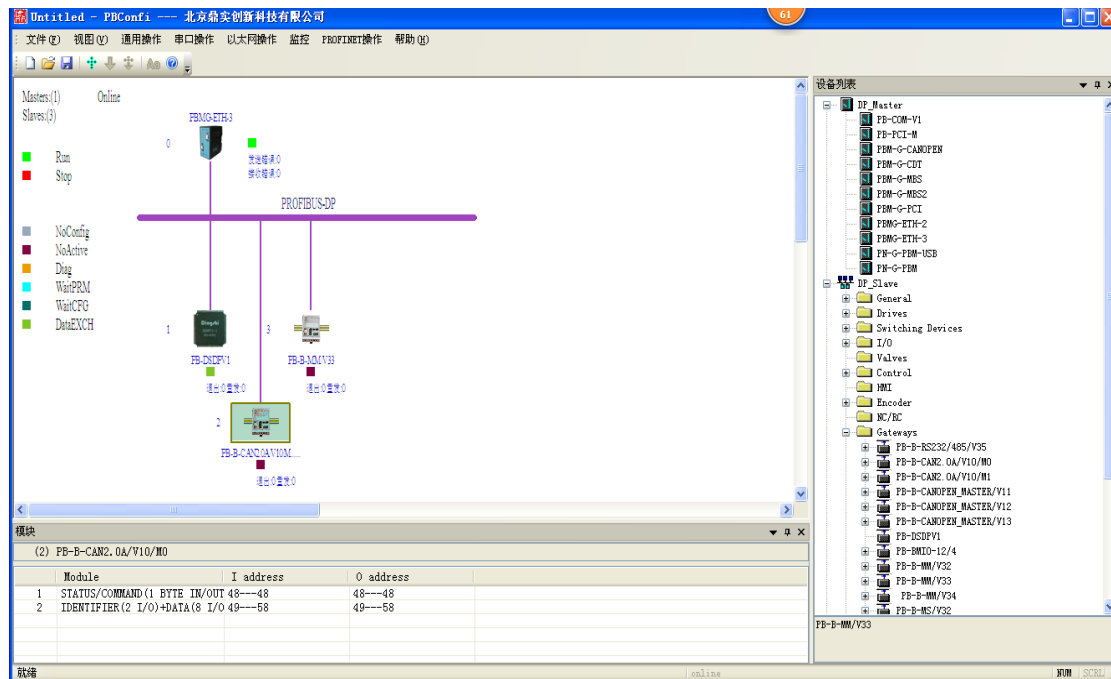 Untitled - PBConfi --- 北京鼎实创新科技有限公司
61
文件(F) 视图(V) 通用操作 串口操作 以太网操作 监控 PROFINET操作 帮助(H)
Masters:(1) Online
Slaves:(3)
PBMG-ETH-3
0
发送错误:0
接收错误:0
Run
Stop
PROFIBUS-DP
NoConfig
NoActive
Diag
WaitPRM
WaitCFG
DataEXCH
1
PB-DSDPV1
退出:0重发:0
3
PB-B-MM/V33
退出:0重发:0
2
PB-B-CAN2.0A/V10/M.....
退出:0重发:0
设备列表
DP_Master
PB-COM-V1
PB-PCI-M
PBM-G-CANOPEN
PBM-G-CDT
PBM-G-MBS
PBM-G-MBS2
PBM-G-PCI
PBMG-ETH-2
PBMG-ETH-3
PN-G-PBM-USB
PN-G-PBM
DP_Slave
General
Drives
Switching Devices
I/O
Valves
Control
HMI
Encoder
NC/RC
Gateways
PB-B-RS232/485/V35
PB-B-CAN2.0A/V10/M0
PB-B-CAN2.0A/V10/M1
PB-B-CANOPEN_MASTER/V11
PB-B-CANOPEN_MASTER/V12
PB-B-CANOPEN_MASTER/V13
PB-DSDPV1
PB-BMIO-12/4
PB-B-MM/V32
PB-B-MM/V33
PB-B-MM/V34
PB-B-MS/V32
PB-B-MM/V33
模块
(2) PB-B-CAN2.0A/V10/M0
Module I address O address
1 STATUS/COMMAND(1 BYTE IN/OUT 48---48 48---48
2 IDENTIFIER(2 I/O)+DATA(8 I/O 49---58 49---58
就绪 online NUM SCRL